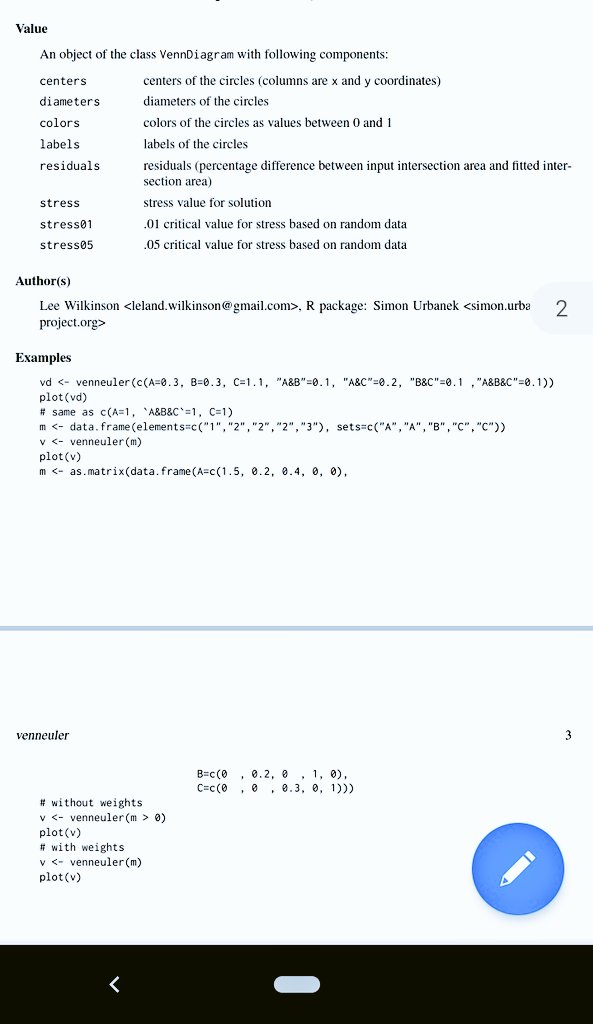 Value
An object of the class VennDiagram with following components:
centers centers of the circles (columns are x and y coordinates)
diameters diameters of the circles
colors colors of the circles as values between 0 and 1
labels labels of the circles
residuals residuals (percentage difference between input intersection area and fitted inter-
section area)
stress stress value for solution
stress01 .01 critical value for stress based on random data
stress05 .05 critical value for stress based on random data
Author(s)
Lee Wilkinson <leland.wilkinson@gmail.com>, R package: Simon Urbanek <simon.urba
2
project.org>
Examples
vd <- venneuler(c(A=0.3, B=0.3, C=1.1, "A&B"=0.1, "A&C"=0.2, "B&C"=0.1 ,"A&B&C"=0.1))
plot(vd)
# same as c(A=1, `A&B&C`=1, C=1)
m <- data.frame(elements=c("1","2","2","2","3"), sets=c("A","A","B","C","C"))
v <- venneuler(m)
plot(v)
m <- as.matrix(data.frame(A=c(1.5, 0.2, 0.4, 0, 0),
venneuler 3
B=c(0 , 0.2, 0 , 1, 0),
C=c(0 , 0 , 0.3, 0, 1)))
# without weights
v <- venneuler(m > 0)
plot(v)
# with weights
v <- venneuler(m)
plot(v)